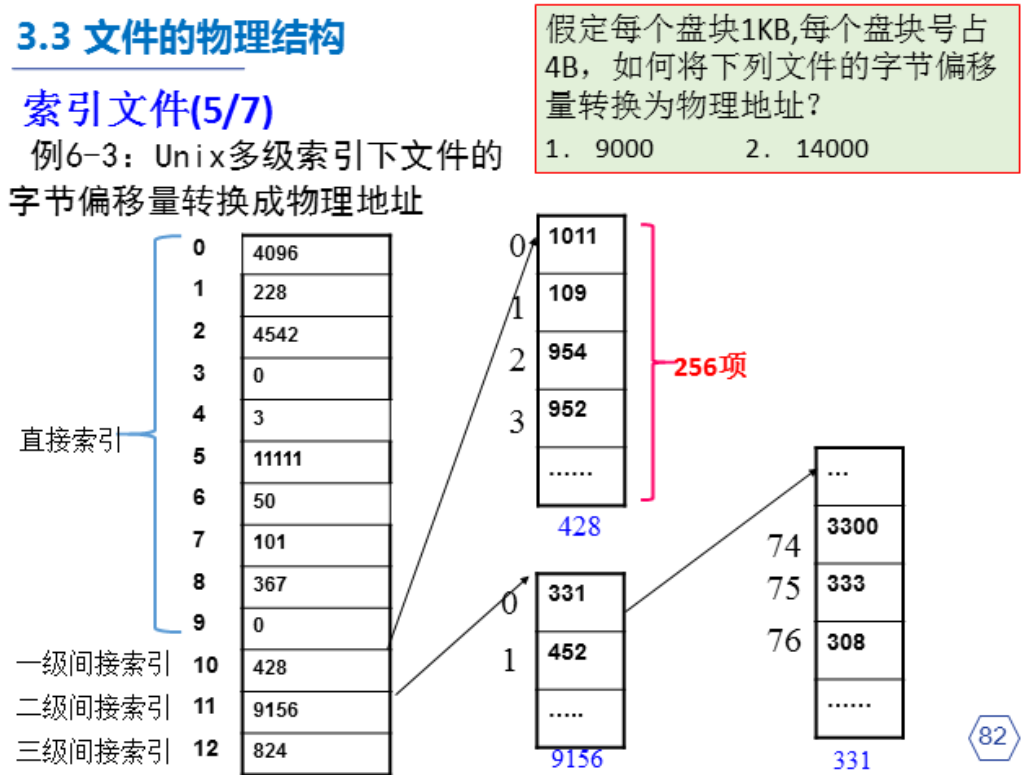 3.3 文件的物理结构
假定每个盘块1KB,每个盘块号占
4B，如何将下列文件的字节偏移
量转换为物理地址？
1. 9000 2. 14000
索引文件(5/7)
例6-3：Unix多级索引下文件的
字节偏移量转换成物理地址
直接索引
0 4096
1 228
2 4542
3 0
4 3
5 11111
6 50
7 101
8 367
9 0
一级间接索引 10 428
二级间接索引 11 9156
三级间接索引 12 824
0 1011
1 109
2 954
3 952
......
428
256项
0 331
1 452
.....
9156
...
74 3300
75 333
76 308
......
331
82